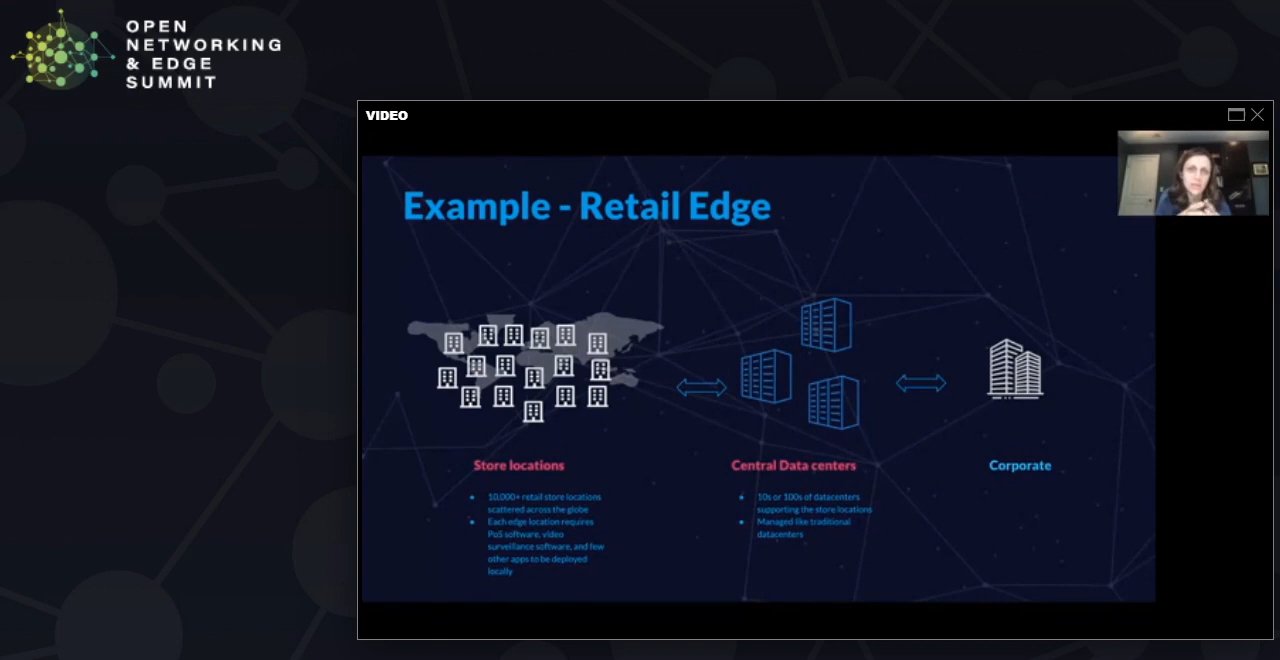 OPEN
NETWORKING
& EDGE
SUMMIT
VIDEO
Example - Retail Edge
Store locations
● 10,000+ retail store locations
scattered across the globe
● Each edge location requires
PoS software, video
surveillance software, and few
other apps to be deployed
locally
Central Data centers
● 10s or 100s of datacenters
supporting the store locations
● Managed like traditional
datacenters
Corporate